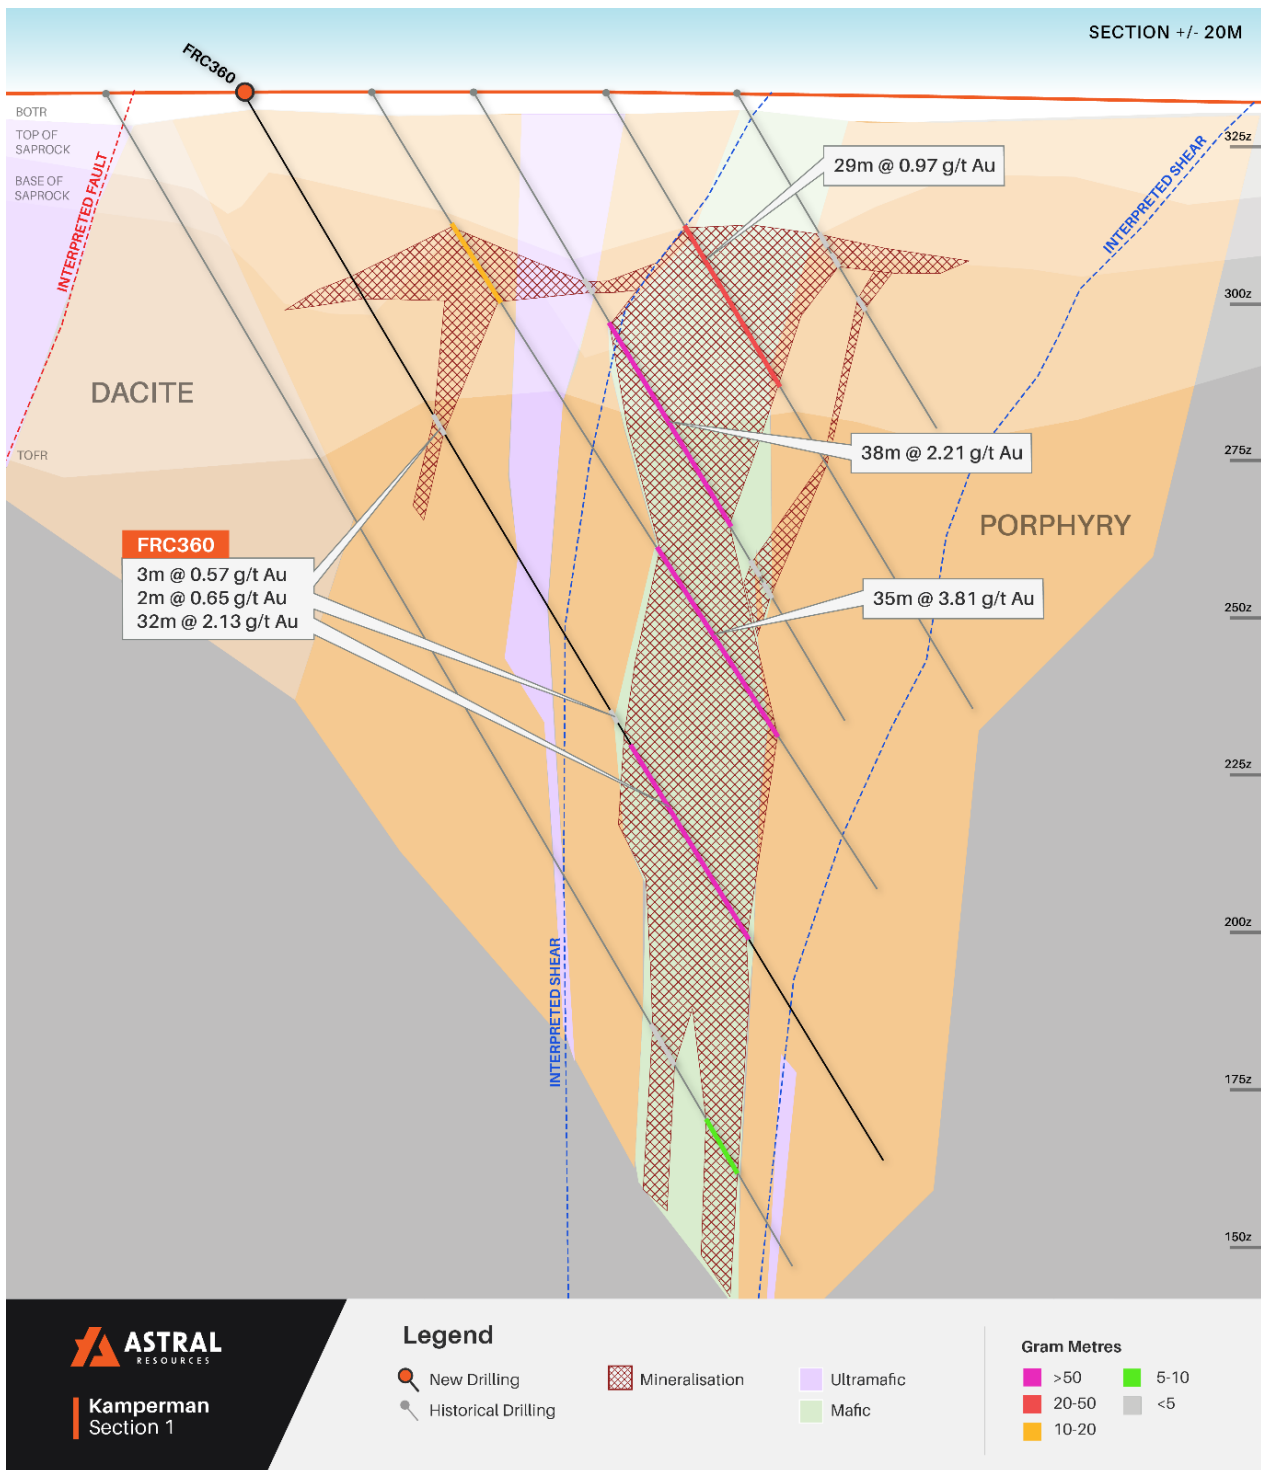 SECTION +/- 20M
FRC360
BOTR
TOP OF
SAPROCK
BASE OF
SAPROCK
INTERPRETED FAULT
29m @ 0.97 g/t Au
INTERPRETED SHEAR
325z
300z
DACITE
38m @ 2.21 g/t Au
275z
TOFR
PORPHYRY
FRC360
3m @ 0.57 g/t Au
2m @ 0.65 g/t Au
32m @ 2.13 g/t Au
35m @ 3.81 g/t Au
250z
225z
200z
INTERPRETED SHEAR
175z
150z
ASTRAL
RESOURCES
Kamperman
Section 1
Legend
New Drilling
Historical Drilling
Mineralisation
Ultramafic
Mafic
Gram Metres
>50
20-50
10-20
5-10
<5